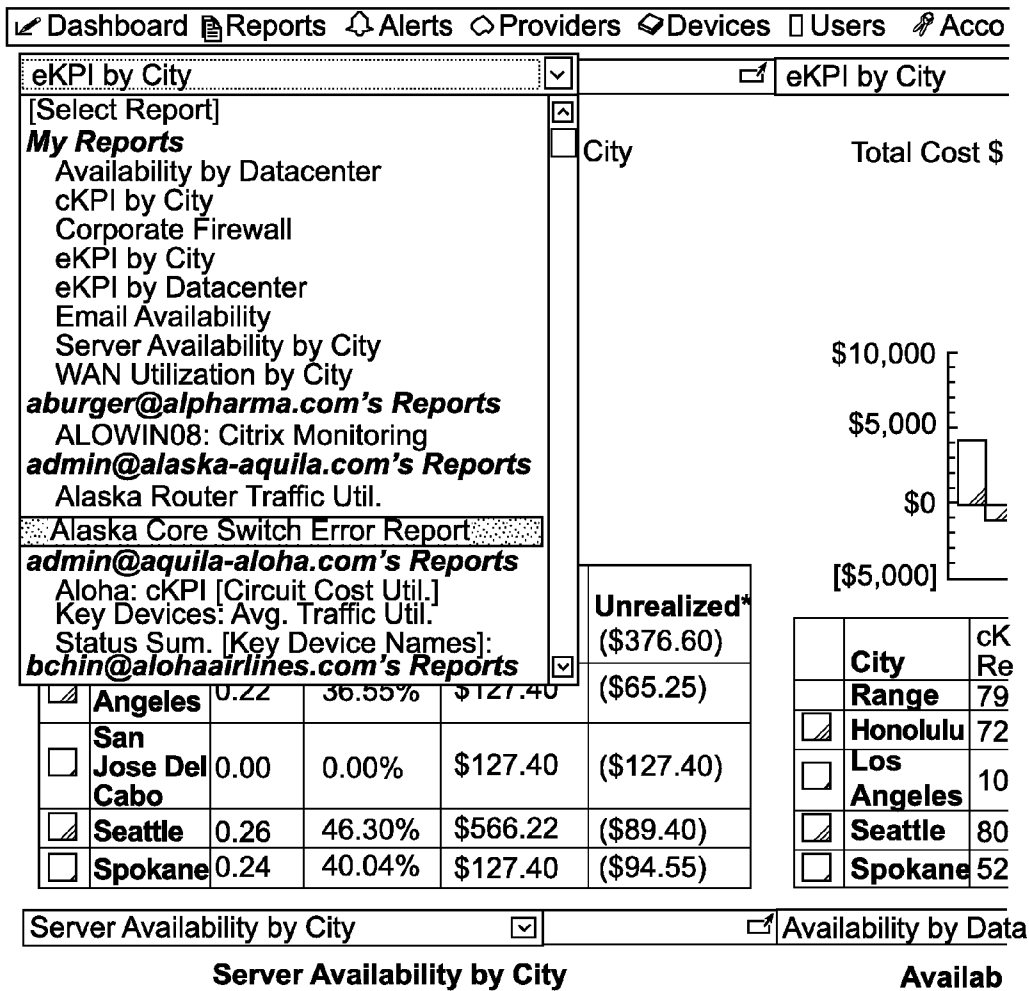 Dashboard Reports Alerts Providers Devices Users Acco
eKPI by City
eKPI by City
[Select Report]
My Reports
Availability by Datacenter
cKPI by City
Corporate Firewall
eKPI by City
eKPI by Datacenter
Email Availability
Server Availability by City
WAN Utilization by City
aburger@alpharma.com's Reports
ALOWIN08: Citrix Monitoring
admin@alaska-aquila.com's Reports
Alaska Router Traffic Util.
Alaska Core Switch Error Report
admin@aquila-aloha.com's Reports
Aloha: cKPI [Circuit Cost Util.]
Key Devices: Avg. Traffic Util.
Status Sum. [Key Device Names]:
bchin@alohaairlines.com's Reports
City
Total Cost $
$10,000
$5,000
$0
[$5,000]
Unrealized*
($376.60)
Angeles 0.22 36.55% $127.40 ($65.25)
San
Jose Del 0.00 0.00% $127.40 ($127.40)
Cabo
Seattle 0.26 46.30% $566.22 ($89.40)
Spokane 0.24 40.04% $127.40 ($94.55)
cK
City Re
Range 79
Honolulu 72
Los
Angeles 10
Seattle 80
Spokane 52
Server Availability by City
Availability by Data
Server Availability by City
Availab